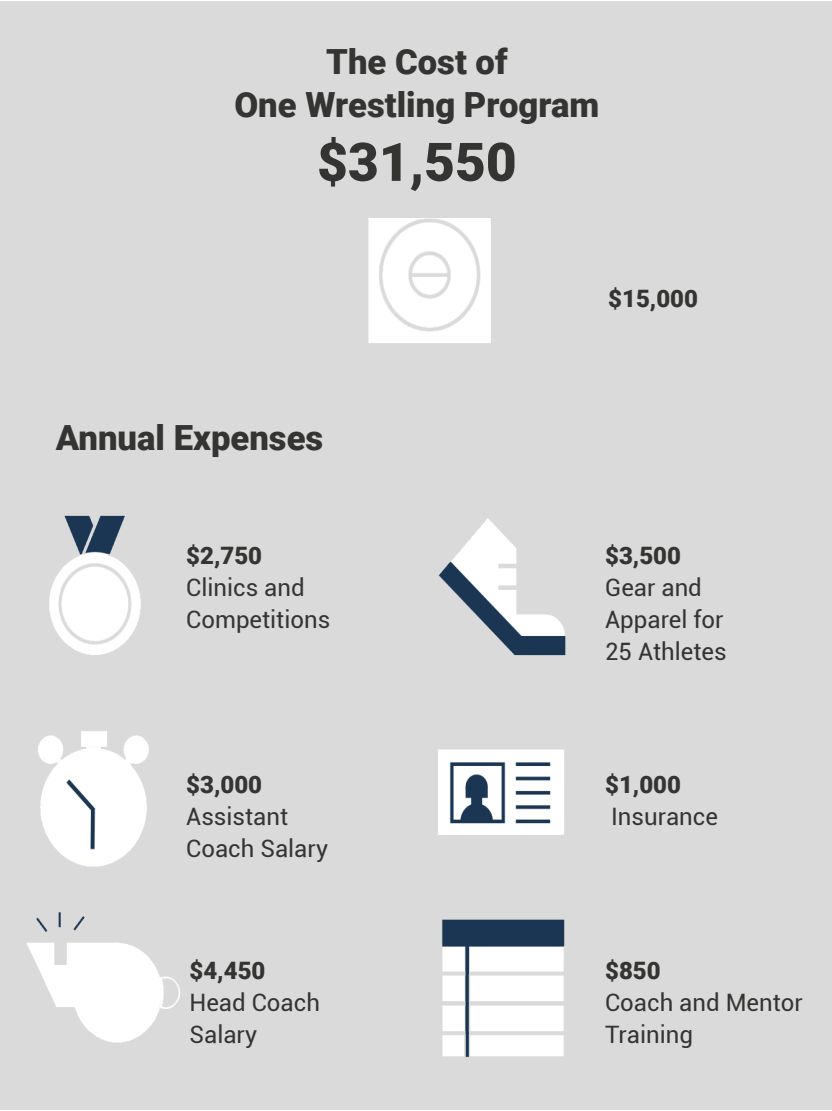 The Cost of
One Wrestling Program
$31,550
$15,000
Annual Expenses
$2,750
Clinics and
Competitions
$3,500
Gear and
Apparel for
25 Athletes
$3,000
Assistant
Coach Salary
$1,000
Insurance
$4,450
Head Coach
Salary
$850
Coach and Mentor
Training